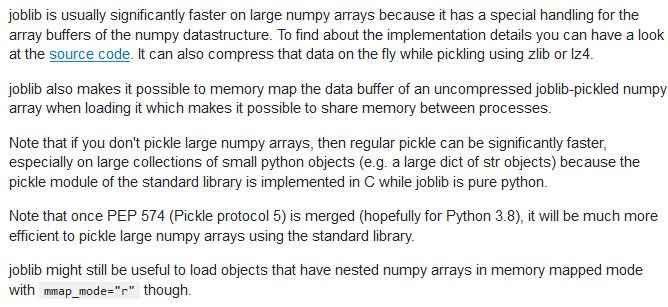 joblib is usually significantly faster on large numpy arrays because it has a special handling for the
array buffers of the numpy datastructure. To find about the implementation details you can have a look
at the source code. It can also compress that data on the fly while pickling using zlib or lz4.
joblib also makes it possible to memory map the data buffer of an uncompressed joblib-pickled numpy
array when loading it which makes it possible to share memory between processes.
Note that if you don't pickle large numpy arrays, then regular pickle can be significantly faster,
especially on large collections of small python objects (e.g. a large dict of str objects) because the
pickle module of the standard library is implemented in C while joblib is pure python.
Note that once PEP 574 (Pickle protocol 5) is merged (hopefully for Python 3.8), it will be much more
efficient to pickle large numpy arrays using the standard library.
joblib might still be useful to load objects that have nested numpy arrays in memory mapped mode
with mmap_mode="r" though.